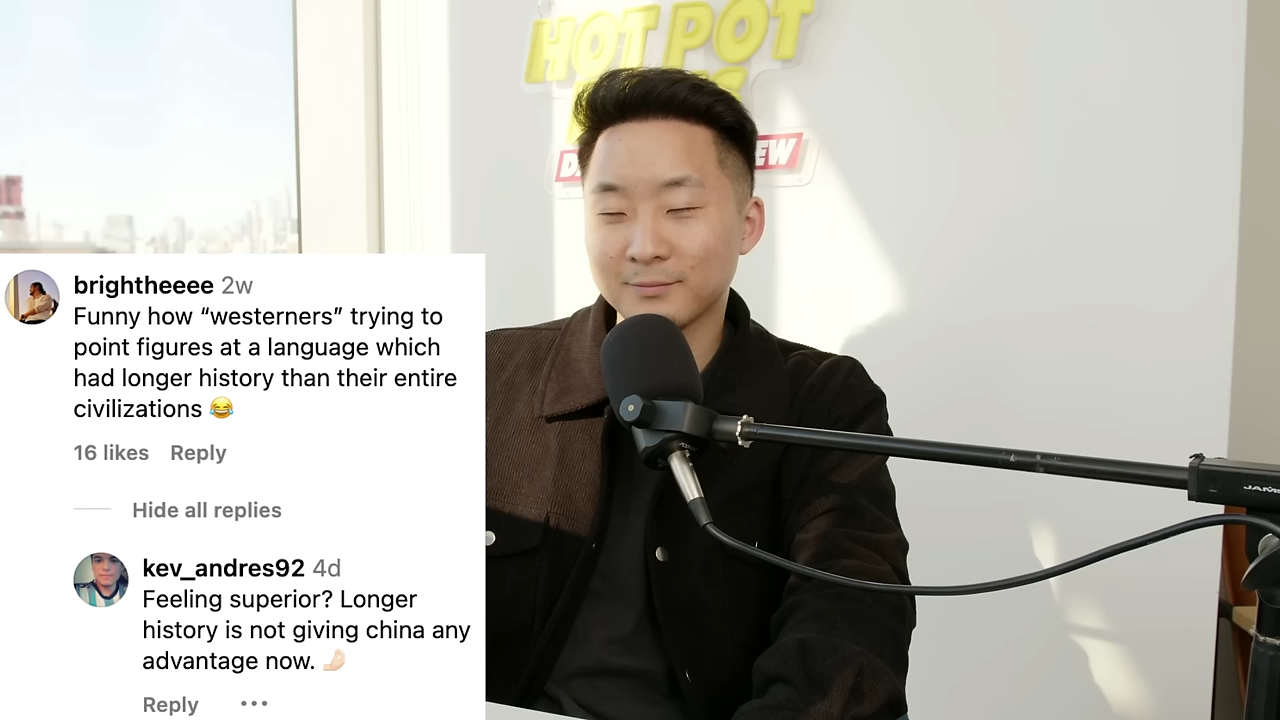 HOT POT
EW
brightheeee 2w
Funny how “westerners” trying to
point figures at a language which
had longer history than their entire
civilizations 😂
16 likes Reply
Hide all replies
kev_andres92 4d
Feeling superior? Longer
history is not giving china any
advantage now. 🤌🏻
Reply •••